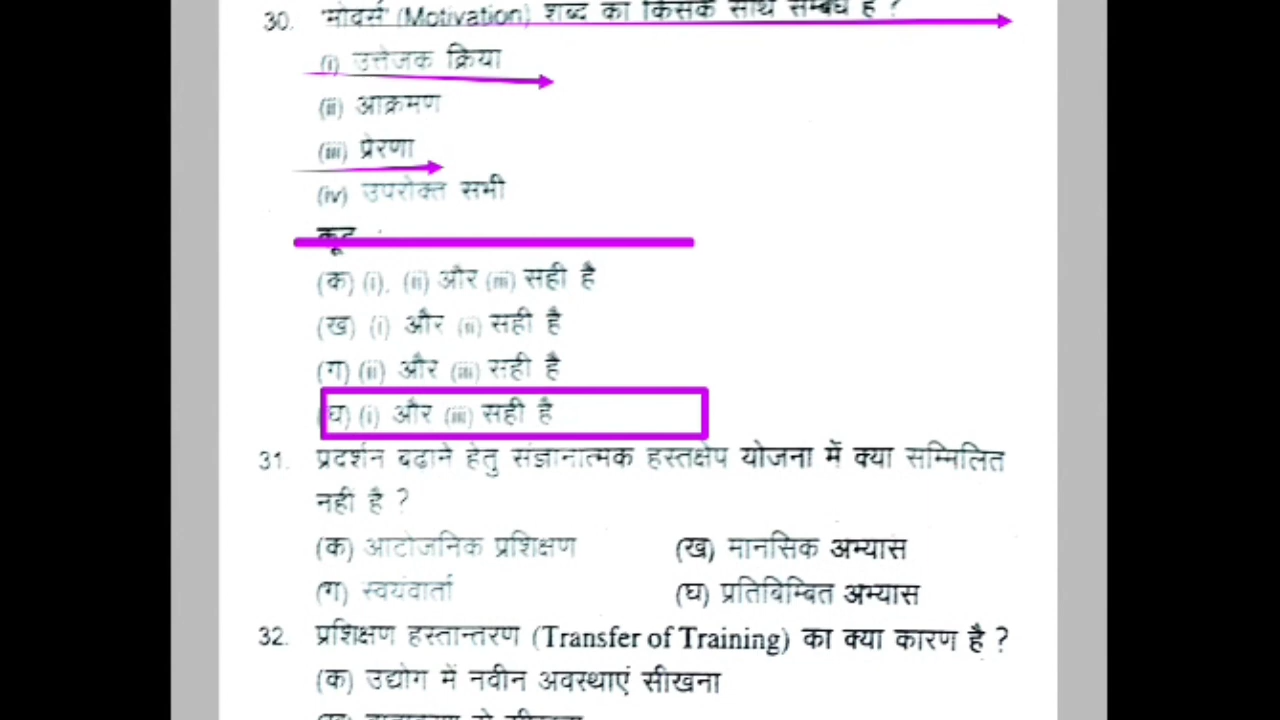 30. 'मोवर्स' (Motivation) शब्द का किसके साथ सम्बंध है ?
(i) उत्तेजक क्रिया
(ii) आक्रमण
(iii) प्रेरणा
(iv) उपरोक्त सभी
कूट
(क) (i), (ii) और (iii) सही है
(ख) (i) और (ii) सही है
(ग) (ii) और (iii) सही है
(घ) (i) और (iii) सही है
31. प्रदर्शन बढाने हेतु संज्ञानात्मक हस्तक्षेप योजना में क्या सम्मिलित
नहीं है ?
(क) आटोजनिक प्रशिक्षण (ख) मानसिक अभ्यास
(ग) स्वयंवार्ता (घ) प्रतिबिम्बित अभ्यास
32. प्रशिक्षण हस्तान्तरण (Transfer of Training) का क्या कारण है ?
(क) उद्योग में नवीन अवस्थाएं सीखना